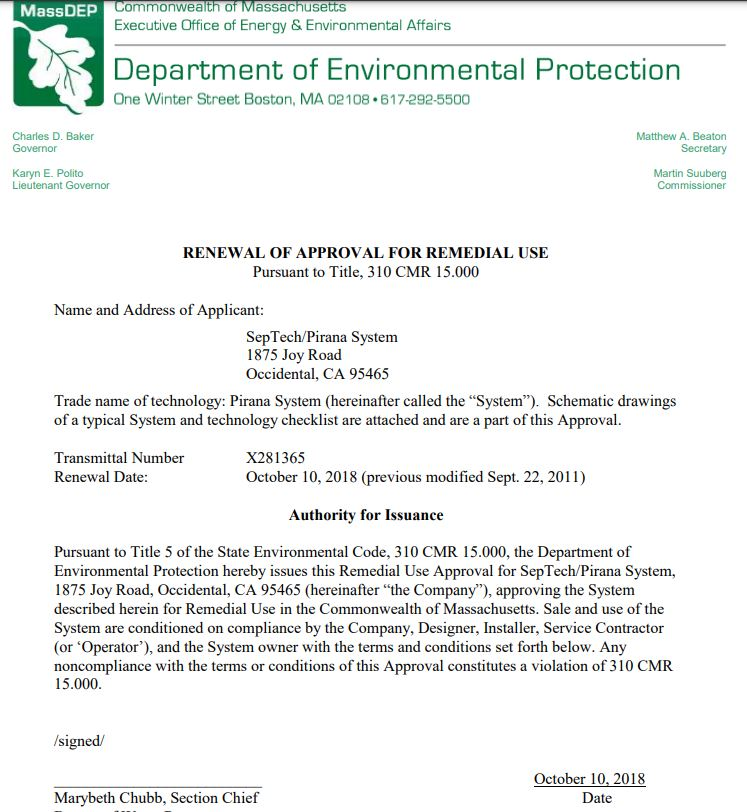 MassDEP
Commonwealth of Massachusetts
Executive Office of Energy & Environmental Affairs
Department of Environmental Protection
One Winter Street Boston, MA 02108 • 617-292-5500
Charles D. Baker
Governor
Karyn E. Polito
Lieutenant Governor
Matthew A. Beaton
Secretary
Martin Suuberg
Commissioner
RENEWAL OF APPROVAL FOR REMEDIAL USE
Pursuant to Title, 310 CMR 15.000
Name and Address of Applicant:
SepTech/Pirana System
1875 Joy Road
Occidental, CA 95465
Trade name of technology: Pirana System (hereinafter called the “System”). Schematic drawings
of a typical System and technology checklist are attached and are a part of this Approval.
Transmittal Number X281365
Renewal Date: October 10, 2018 (previous modified Sept. 22, 2011)
Authority for Issuance
Pursuant to Title 5 of the State Environmental Code, 310 CMR 15.000, the Department of
Environmental Protection hereby issues this Remedial Use Approval for SepTech/Pirana System,
1875 Joy Road, Occidental, CA 95465 (hereinafter “the Company”), approving the System
described herein for Remedial Use in the Commonwealth of Massachusetts. Sale and use of the
System are conditioned on compliance by the Company, Designer, Installer, Service Contractor
(or ‘Operator’), and the System owner with the terms and conditions set forth below. Any
noncompliance with the terms or conditions of this Approval constitutes a violation of 310 CMR
15.000.
/signed/
October 10, 2018
Marybeth Chubb, Section Chief Date